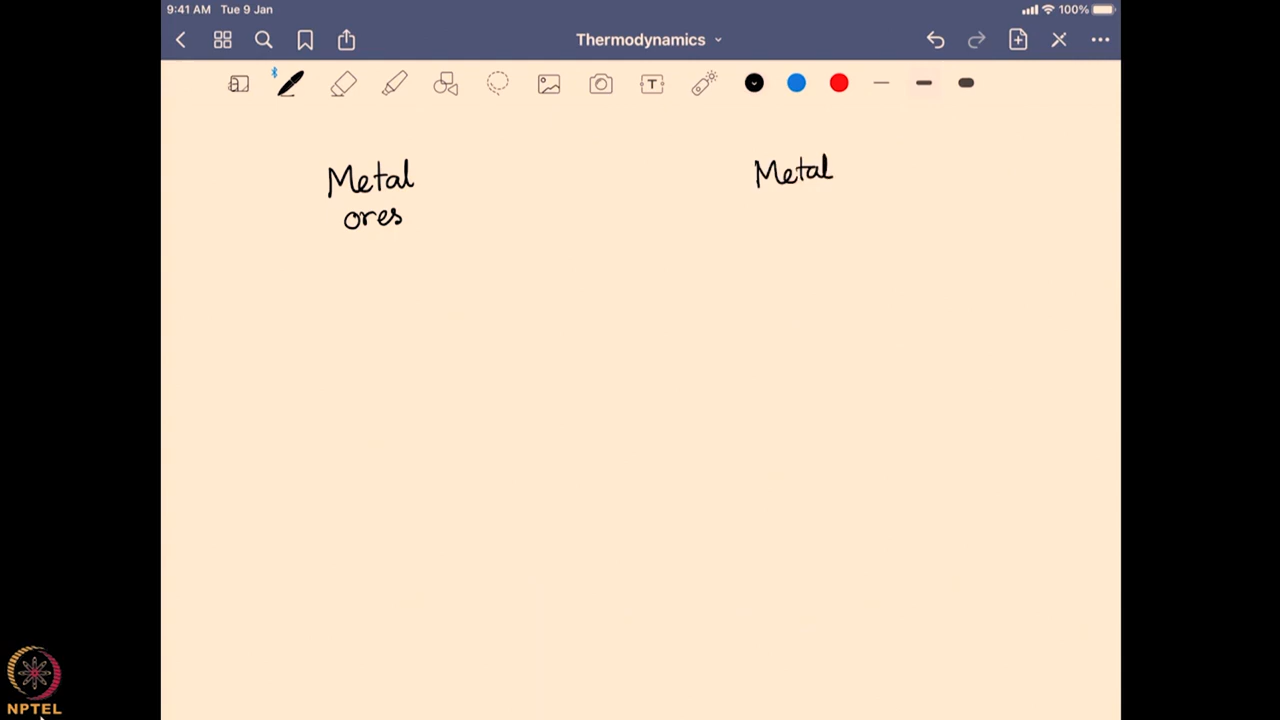 9:41 AM Tue 9 Jan 100%
Thermodynamics
T
Metal Metal
ores
NPTEL